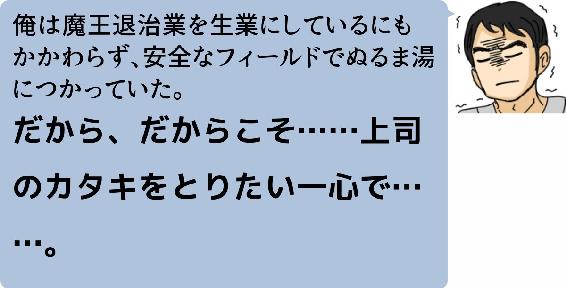 俺は魔王退治業を生業にしているにも
かかわらず、安全なフィールドでぬるま湯
につかっていた。
だから、だからこそ……上司
のカタキをとりたい一心で…
…。